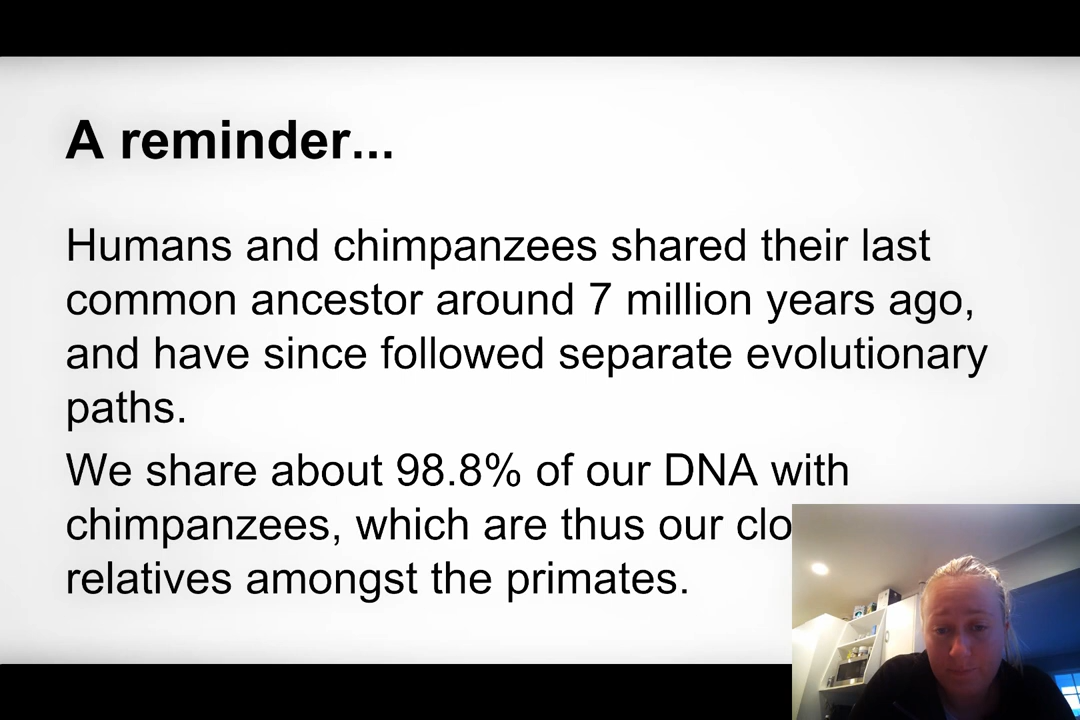 A reminder...
Humans and chimpanzees shared their last
common ancestor around 7 million years ago,
and have since followed separate evolutionary
paths.
We share about 98.8% of our DNA with
chimpanzees, which are thus our
relatives amongst the primates.